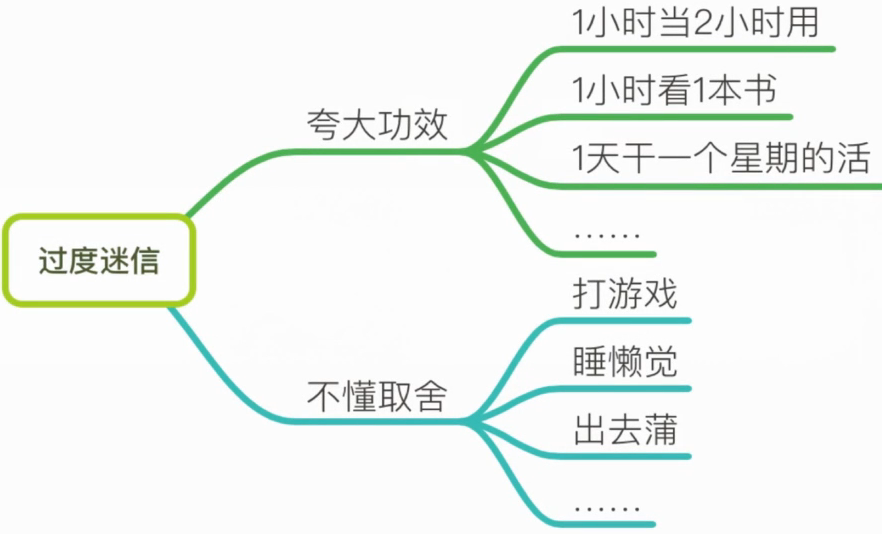 过度迷信
夸大功效
1小时当2小时用
1小时看1本书
1天干一个星期的活
......
不懂取舍
打游戏
睡懒觉
出去蒲
......